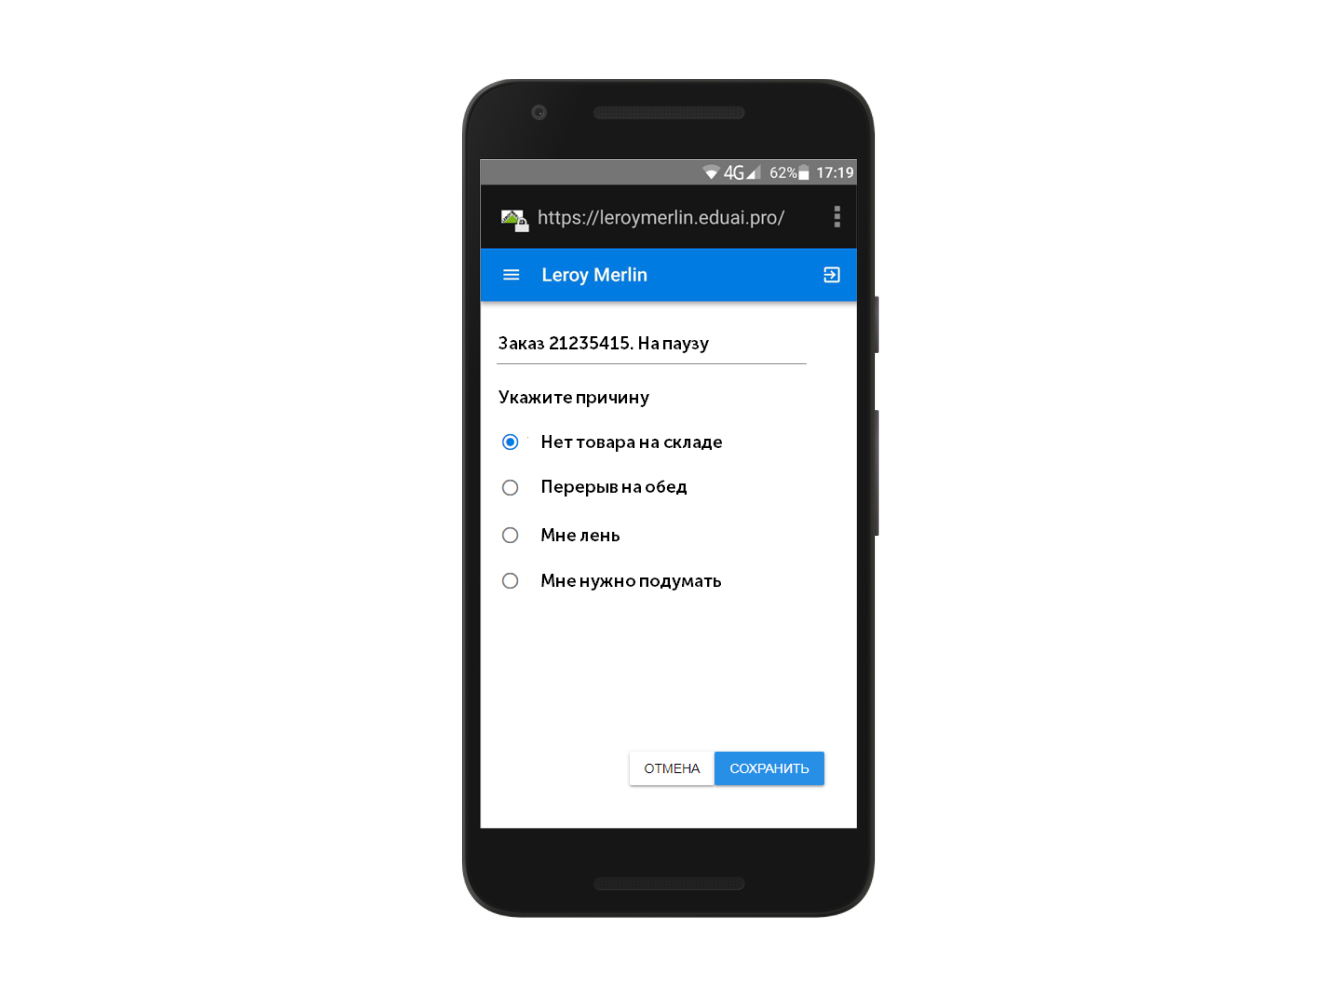 4G 62% 17:19
https://leroymerlin.eduai.pro/
Leroy Merlin
Заказ 21235415. На паузу
Укажите причину
Нет товара на складе
Перерыв на обед
Мне лень
Мне нужно подумать
ОТМЕНА СОХРАНИТЬ